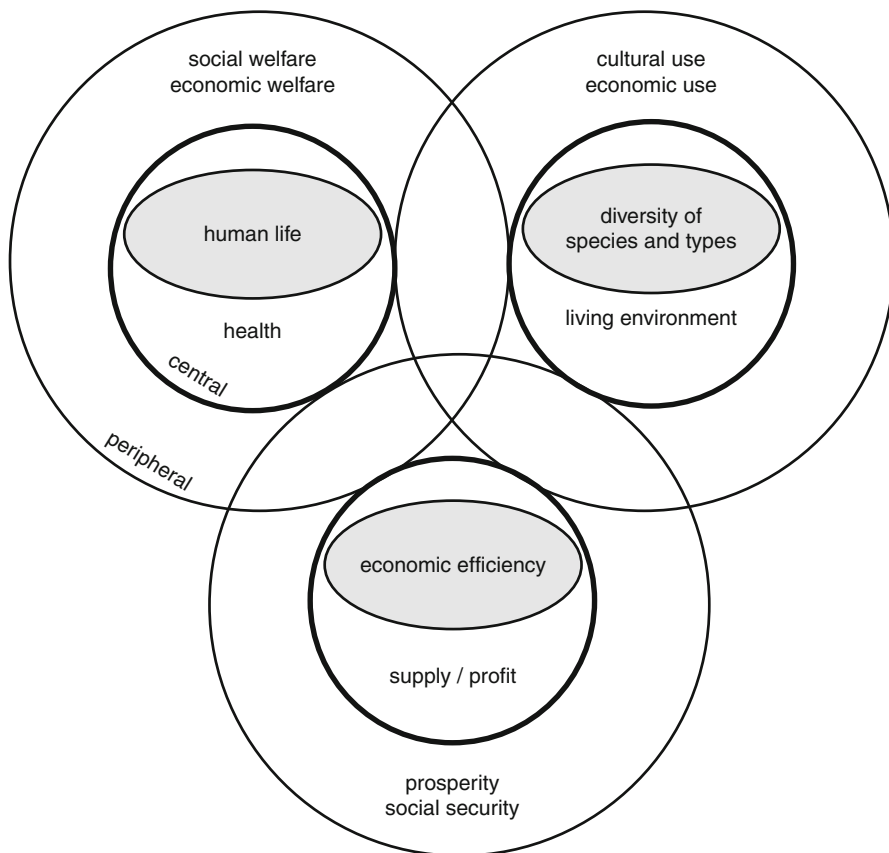 social welfare
economic welfare
human life
health
central
peripheral
cultural use
economic use
diversity of
species and types
living environment
economic efficiency
supply / profit
prosperity
social security